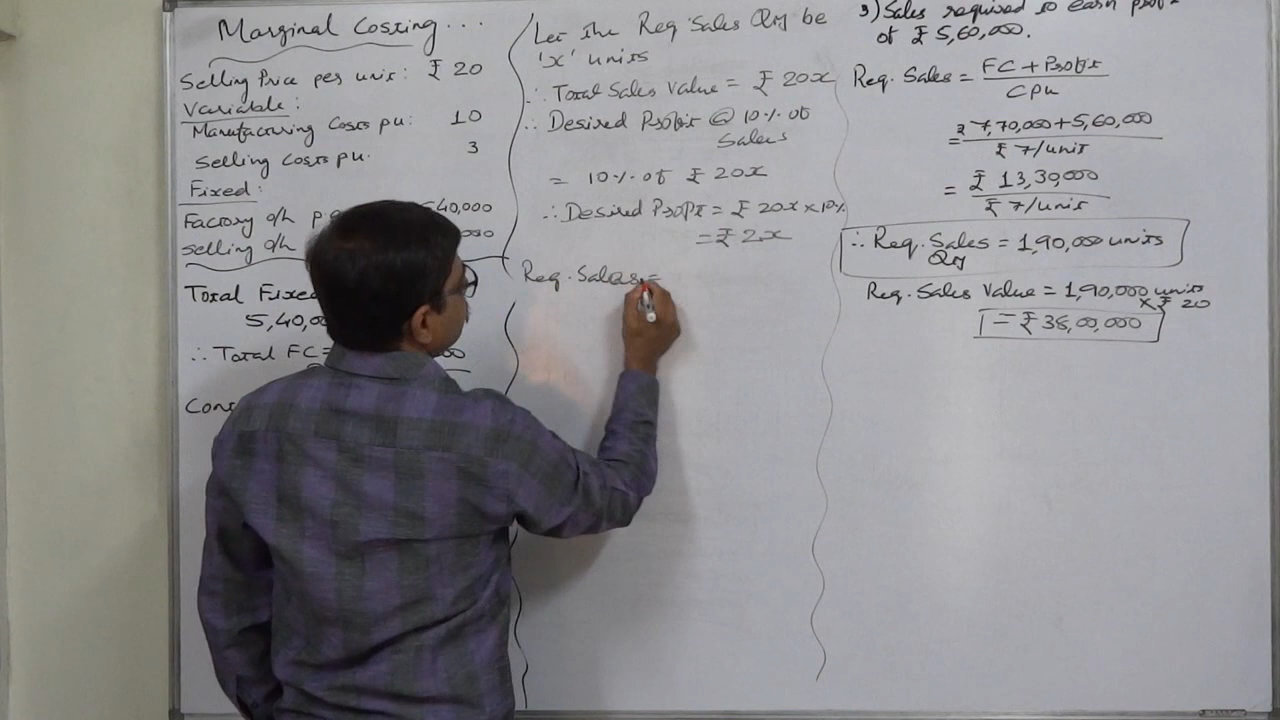 Marginal Costing...
Selling Price per unit: ₹ 20
Variable:
Manufacturing Costs pu: 10
Selling Costs pu. 3
Fixed:
Factory o/h p 40,000
Selling o/h
Total Fixe
5,40,00
∴ Total FC=
Con
Let the Req Sales Qty be
'x' units
∴ Total Sales Value = ₹ 20x
∴ Desired Profit @ 10% of
Sales
= 10% of ₹ 20x
∴ Desired Profit = ₹ 20x × 10%
= ₹ 2x
Req. Sales =
3) Sales required to earn
of ₹ 5,60,000.
Req. Sales = FC + Profit
Cpu
= ₹ 7,70,000 + 5,60,000
₹ 7/unit
= ₹ 13,30,000
₹ 7/unit
∴ Req. Sales = 1,90,000 units
Qty
Req. Sales Value = 1,90,000 units
× ₹ 20
= ₹ 38,00,000